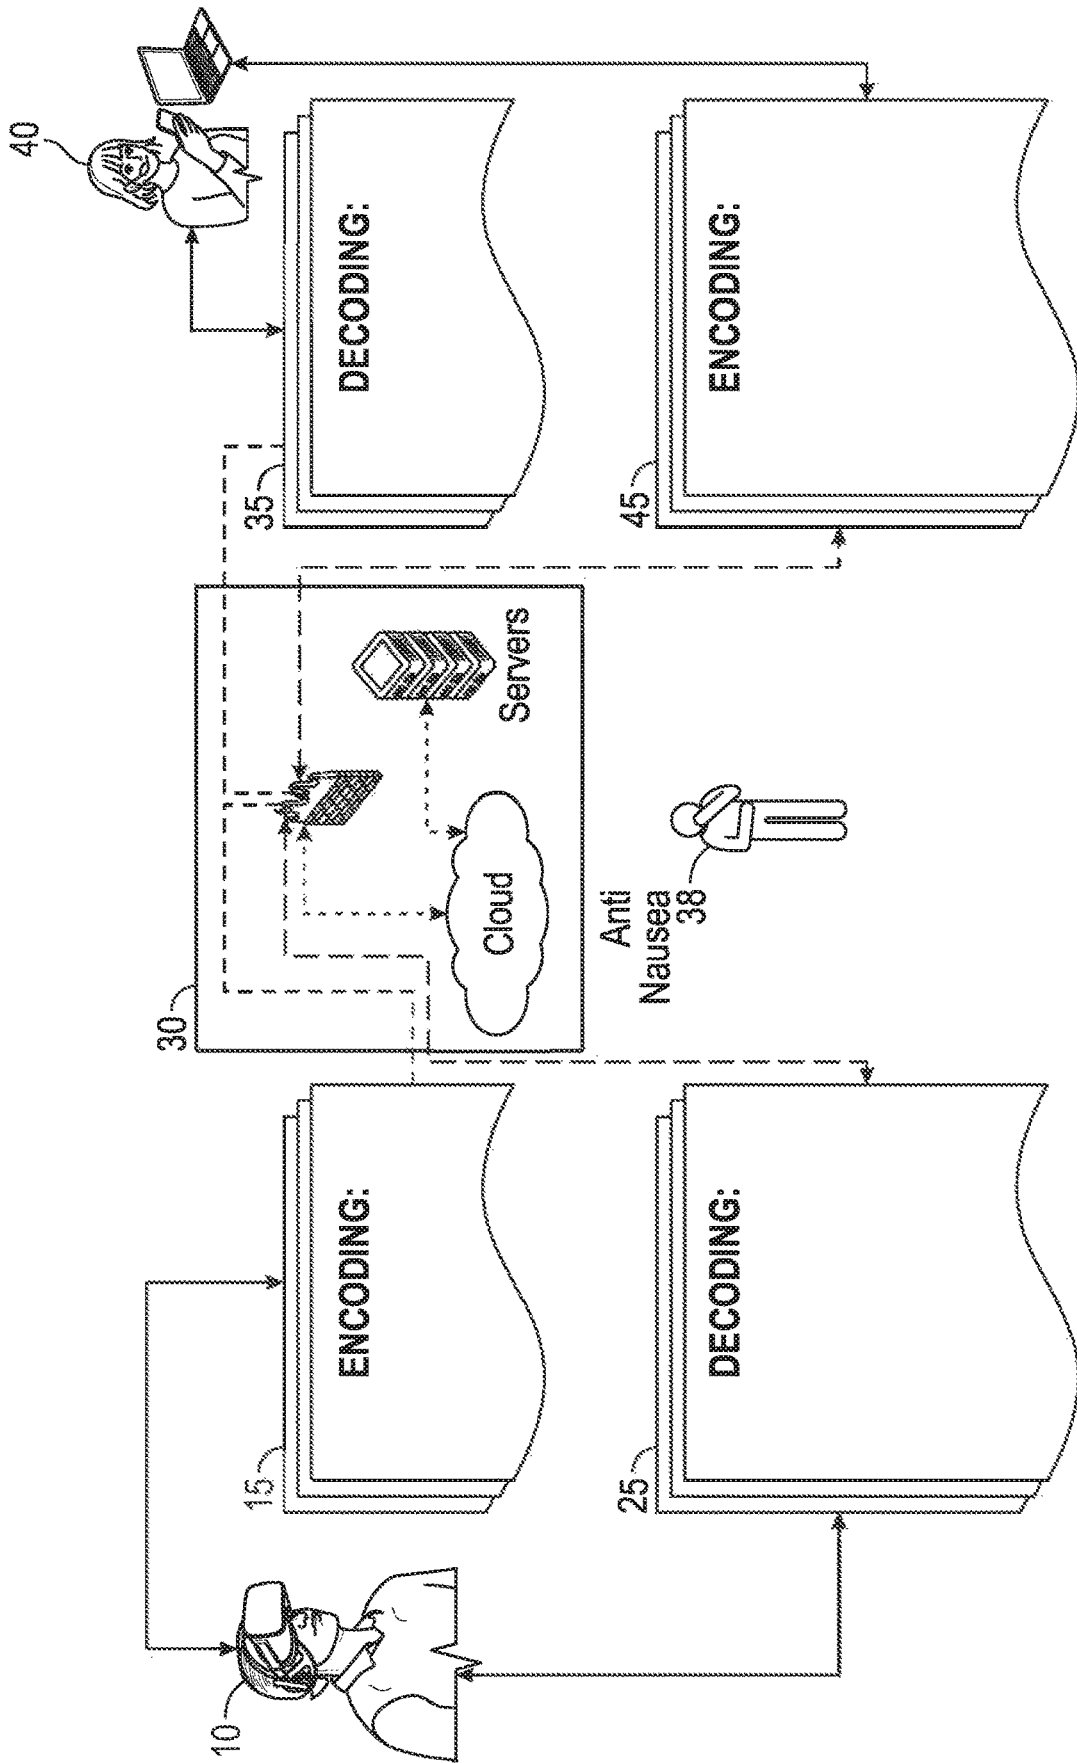 10
15
ENCODING:
25
DECODING:
30
Cloud
Servers
Anti
Nausea
38
35
DECODING:
45
ENCODING:
40